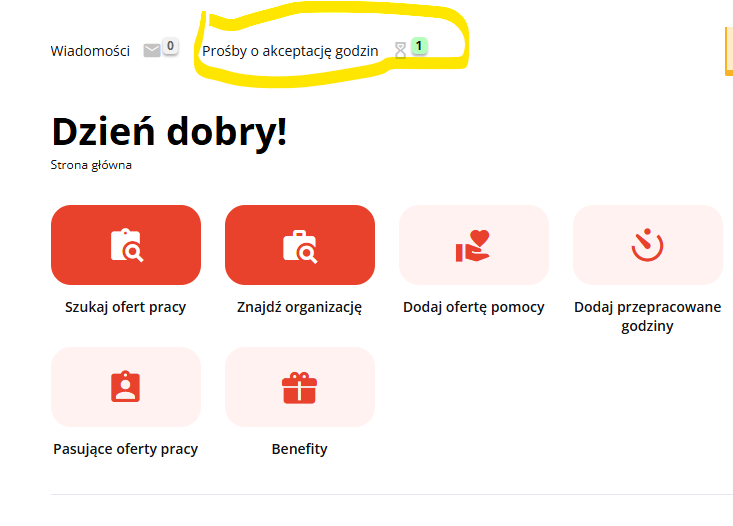 Wiadomości 0 Prośby o akceptację godzin 1
Dzień dobry!
Strona główna
Szukaj ofert pracy
Znajdź organizację
Dodaj ofertę pomocy
Dodaj przepracowane
godziny
Pasujące oferty pracy
Benefity